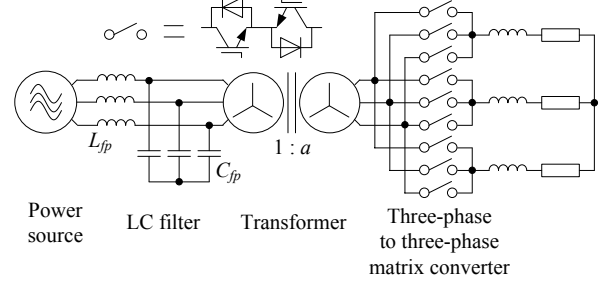 L_fp
C_fp
1 : a
Power
source
LC filter
Transformer
Three-phase
to three-phase
matrix converter